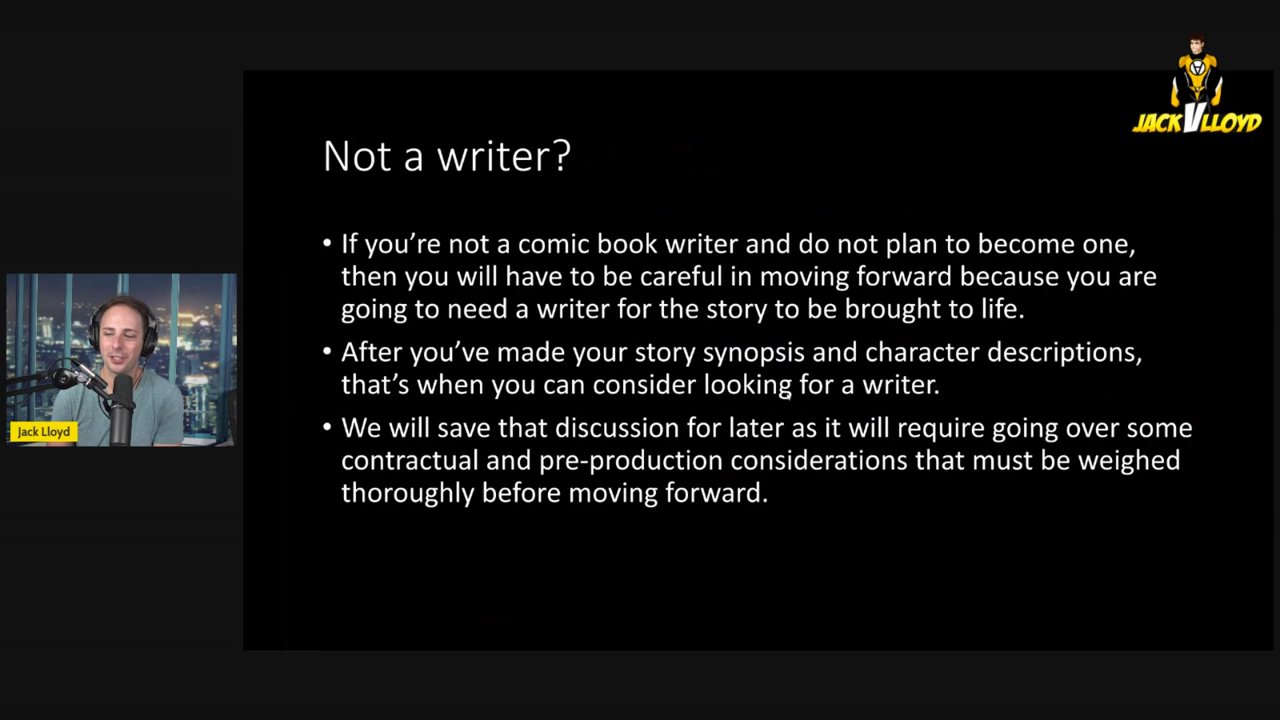 JACK V LLOYD
Not a writer?
• If you’re not a comic book writer and do not plan to become one,
then you will have to be careful in moving forward because you are
going to need a writer for the story to be brought to life.
• After you’ve made your story synopsis and character descriptions,
that’s when you can consider looking for a writer.
• We will save that discussion for later as it will require going over some
contractual and pre-production considerations that must be weighed
thoroughly before moving forward.
Jack Lloyd